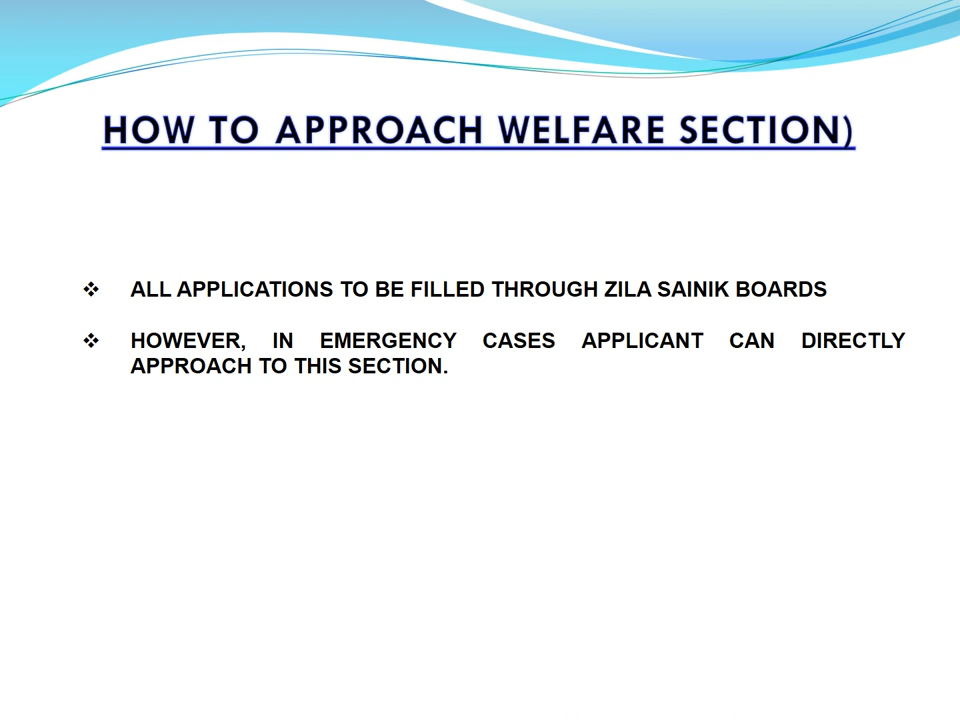 HOW TO APPROACH WELFARE SECTION)
❖ ALL APPLICATIONS TO BE FILLED THROUGH ZILA SAINIK BOARDS
❖ HOWEVER, IN EMERGENCY CASES APPLICANT CAN DIRECTLY
APPROACH TO THIS SECTION.